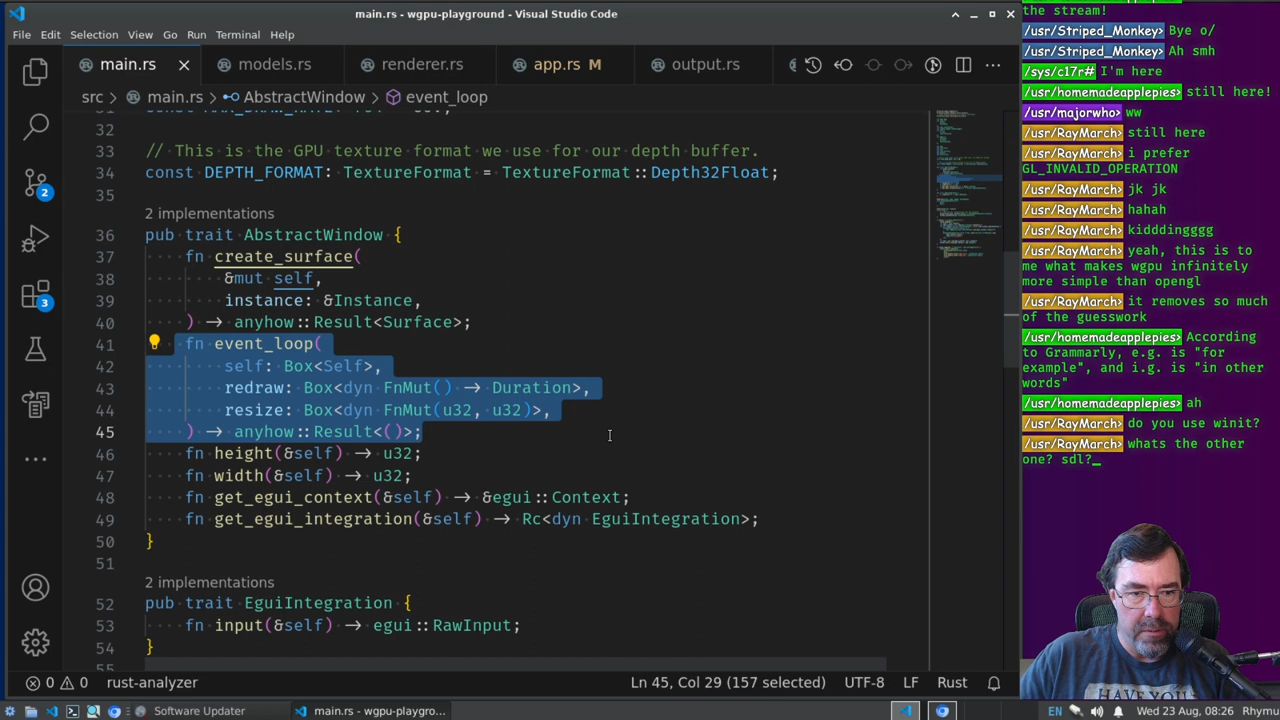 main.rs - wgpu-playground - Visual Studio Code
File Edit Selection View Go Run Terminal Help
main.rs models.rs renderer.rs app.rs M output.rs
src > main.rs > AbstractWindow > event_loop
32
33 // This is the GPU texture format we use for our depth buffer.
const DEPTH_FORMAT: TextureFormat = TextureFormat::Depth32Float;
35
2 implementations
36 pub trait AbstractWindow {
fn create_surface(
38 &mut self,
39 instance: &Instance,
40 ) → anyhow::Result<Surface>;
41 fn event_loop(
42 self: Box<Self>,
43 redraw: Box<dyn FnMut() → Duration>,
44 resize: Box<dyn FnMut(u32, u32)>,
45 ) → anyhow::Result<()>;
46 fn height(&self) → u32;
47 fn width(&self) → u32;
48 fn get_egui_context(&self) → &egui::Context;
49 fn get_egui_integration(&self) → Rc<dyn EguiIntegration>;
50 }
51
2 implementations
52 pub trait EguiIntegration {
53 fn input(&self) → egui::RawInput;
54 }
55
2
3
0 0 rust-analyzer Ln 45, Col 29 (157 selected) UTF-8 LF Rust
Software Updater main.rs - wgpu-playgro... EN Wed 23 Aug, 08:26 Rhymu
the stream!
/usr/Striped_Monkey> Bye o/
/usr/Striped_Monkey> Ah smh
/sys/c17r# I'm here
/usr/homemadeapplepies> still here!
/usr/majorwho> ww
/usr/RayMarch> still here
/usr/RayMarch> i prefer
GL_INVALID_OPERATION
/usr/RayMarch> jk jk
/usr/RayMarch> hahah
/usr/RayMarch> kidddingggg
/usr/RayMarch> yeah, this is to
me what makes wgpu infinitely
more simple than opengl
/usr/RayMarch> it removes so much
of the guesswork
/usr/homemadeapplepies> According
to Grammarly, e.g. is "for
example", and i.g. is "in other
words"
/usr/homemadeapplepies> ah
/usr/RayMarch> do you use winit?
/usr/RayMarch> whats the other
one? sdl?_